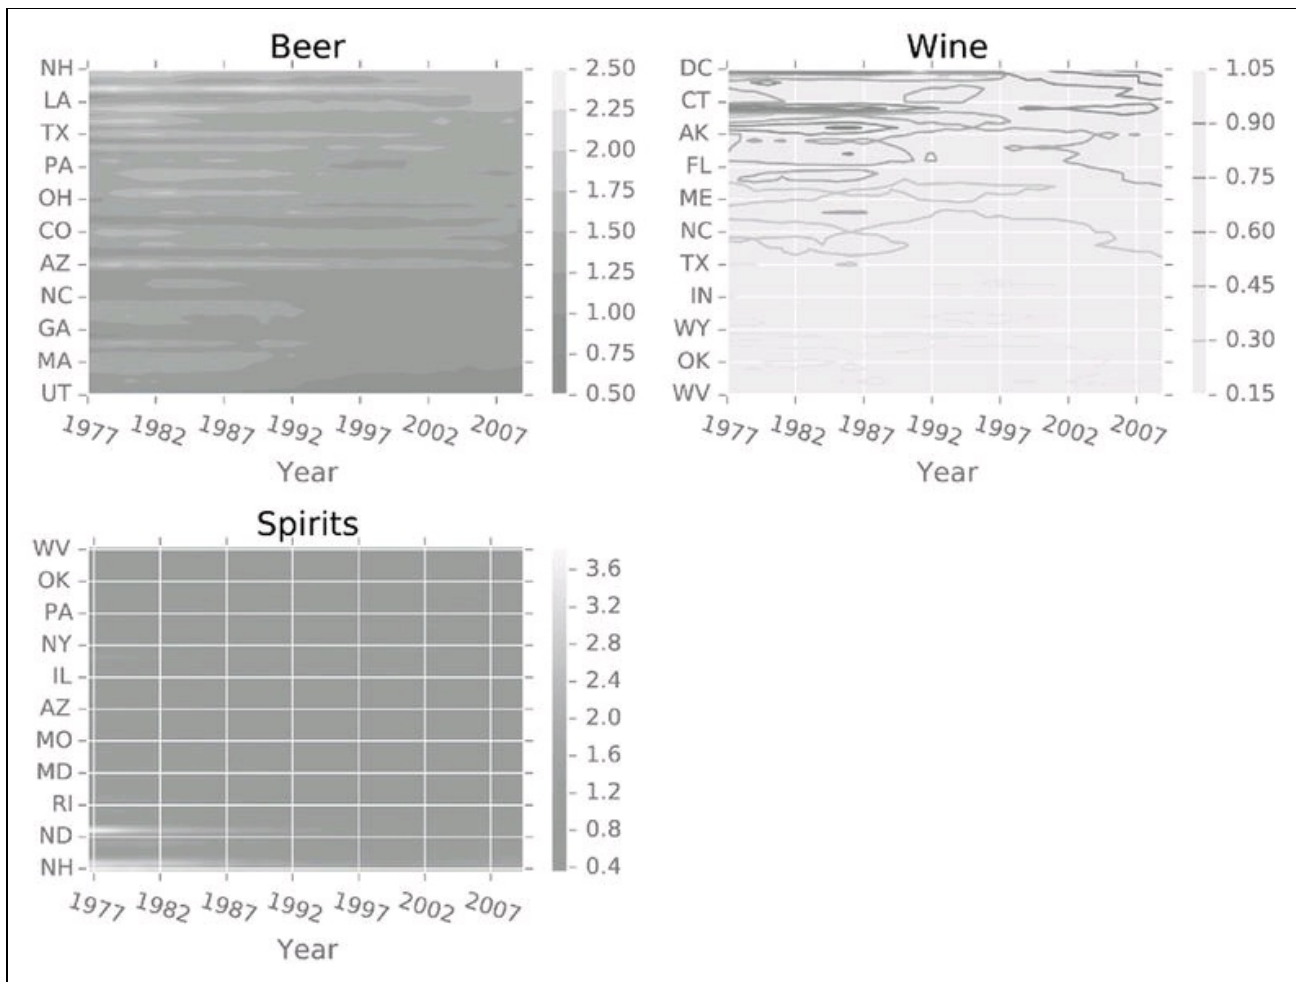 Beer
NH
LA
TX
PA
OH
CO
AZ
NC
GA
MA
UT
2.50
2.25
2.00
1.75
1.50
1.25
1.00
0.75
0.50
1977
1982
1987
1992
1997
2002
2007
Year
Wine
DC
CT
AK
FL
ME
NC
TX
IN
WY
OK
WV
1.05
0.90
0.75
0.60
0.45
0.30
0.15
1977
1982
1987
1992
1997
2002
2007
Year
Spirits
WV
OK
PA
NY
IL
AZ
MO
MD
RI
ND
NH
3.6
3.2
2.8
2.4
2.0
1.6
1.2
0.8
0.4
1977
1982
1987
1992
1997
2002
2007
Year